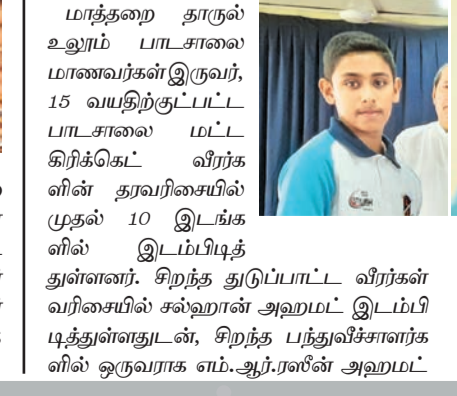 மாத்தறை தாருல்
உலூம் பாடசாலை
மாணவர்கள் இருவர்,
15 வயதிற்குட்பட்ட
பாடசாலை மட்ட
கிரிக்கெட் வீரர்க
ளின் தரவரிசையில்
முதல் 10 இடங்க
ளில் இடம்பிடித்
துள்ளனர். சிறந்த துடுப்பாட்ட வீரர்கள்
வரிசையில் சல்ஹான் அஹமட் இடம்பி
டித்துள்ளதுடன், சிறந்த பந்துவீச்சாளர்க
ளில் ஒருவராக எம்.ஆர்.ரஸீன் அஹமட்